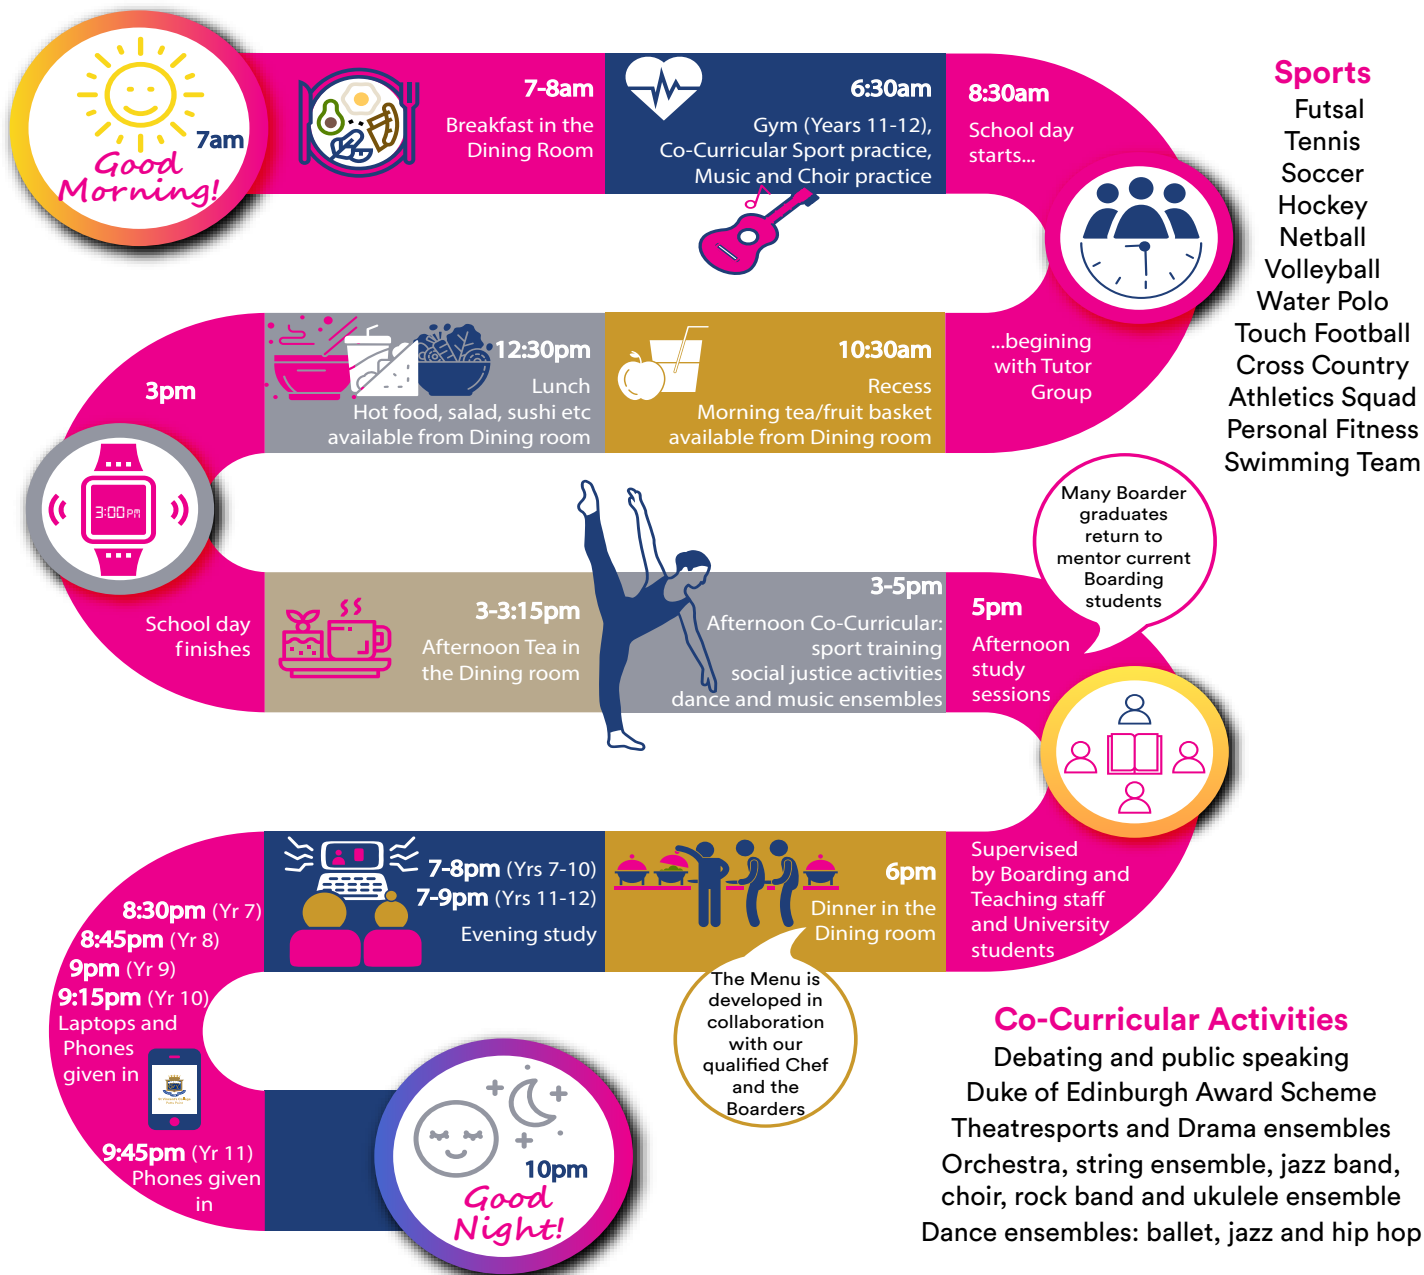 7am
Good
Morning!
7-8am
Breakfast in the
Dining Room
6:30am
Gym (Years 11-12),
Co-Curricular Sport practice,
Music and Choir practice
8:30am
School day
starts...
...begining
with Tutor
Group
10:30am
Recess
Morning tea/fruit basket
available from Dining room
12:30pm
Lunch
Hot food, salad, sushi etc
available from Dining room
3pm
3:00 PM
School day
finishes
3-3:15pm
Afternoon Tea in
the Dining room
3-5pm
Afternoon Co-Curricular:
sport training
social justice activities
dance and music ensembles
5pm
Afternoon
study
sessions
Many Boarder
graduates
return to
mentor current
Boarding
students
Supervised
by Boarding and
Teaching staff
and University
students
6pm
Dinner in the
Dining room
The Menu is
developed in
collaboration
with our
qualified Chef
and the
Boarders
7-8pm (Yrs 7-10)
7-9pm (Yrs 11-12)
Evening study
8:30pm (Yr 7)
8:45pm (Yr 8)
9pm (Yr 9)
9:15pm (Yr 10)
Laptops and
Phones
given in
9:45pm (Yr 11)
Phones given
in
10pm
Good
Night!
Sports
Futsal
Tennis
Soccer
Hockey
Netball
Volleyball
Water Polo
Touch Football
Cross Country
Athletics Squad
Personal Fitness
Swimming Team
Co-Curricular Activities
Debating and public speaking
Duke of Edinburgh Award Scheme
Theatresports and Drama ensembles
Orchestra, string ensemble, jazz band,
choir, rock band and ukulele ensemble
Dance ensembles: ballet, jazz and hip hop